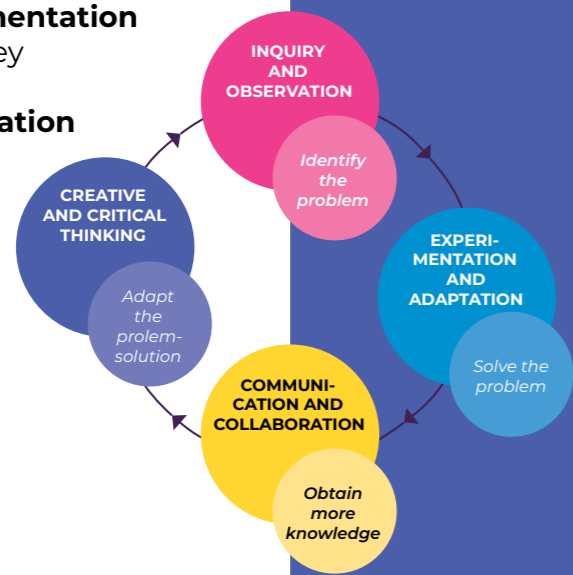 mentation
ey
ation
INQUIRY
AND
OBSERVATION
Identify
the
problem
EXPERI-
MENTATION
AND
ADAPTATION
Solve the
problem
COMMUNI-
CATION AND
COLLABORATION
Obtain
more
knowledge
CREATIVE
AND CRITICAL
THINKING
Adapt
the
prolem-
solution